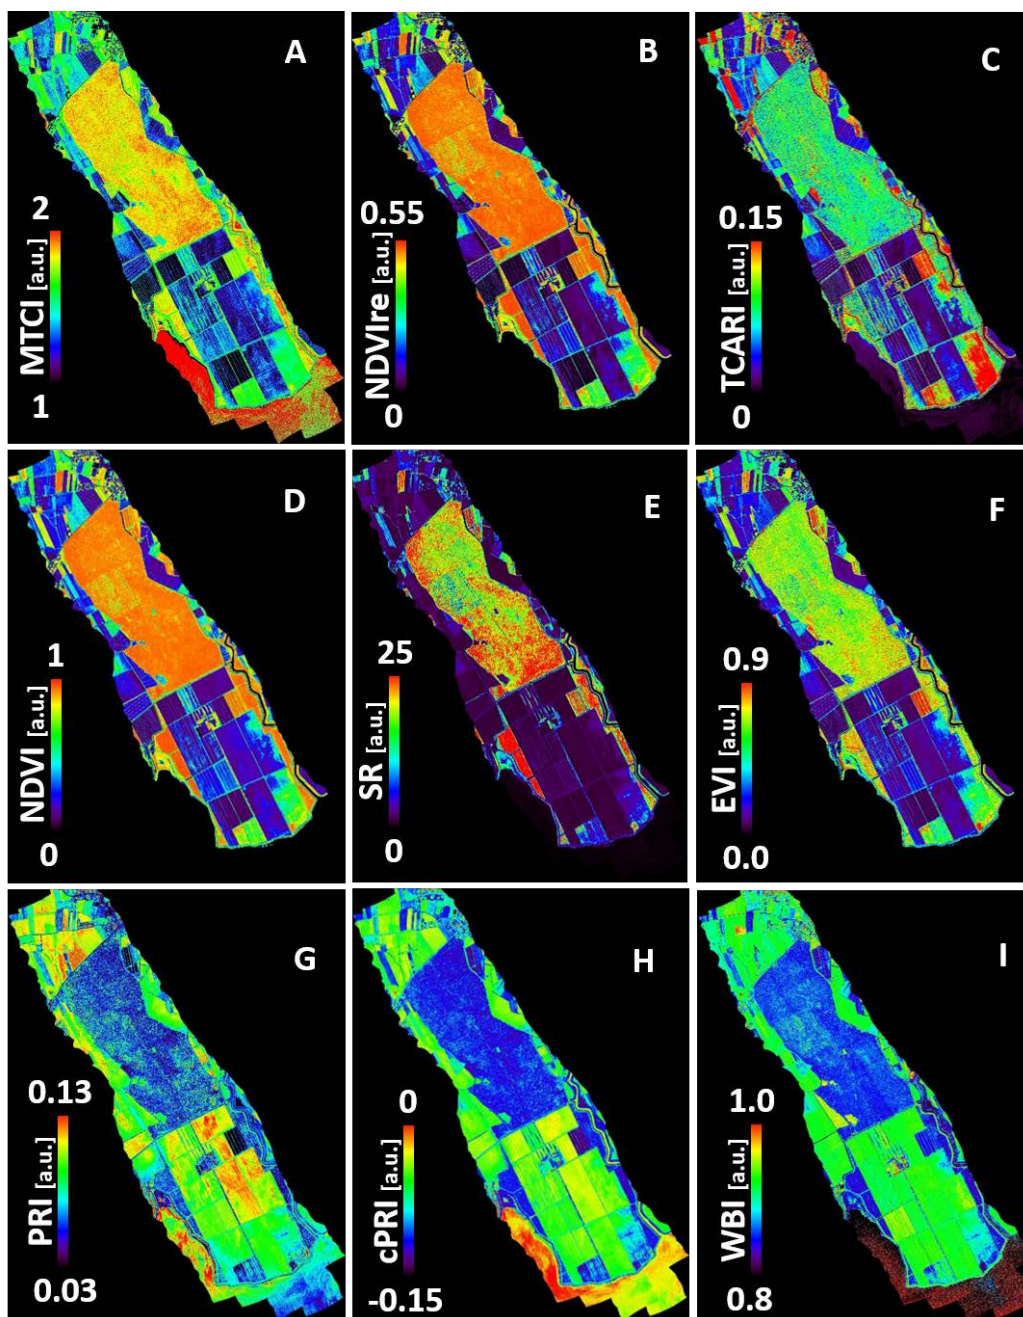 A
2
MTCI [a.u.]
1
B
0.55
NDVIre [a.u.]
0
C
0.15
TCARI [a.u.]
0
D
1
NDVI [a.u.]
0
E
25
SR [a.u.]
0
F
0.9
EVI [a.u.]
0.0
G
0.13
PRI [a.u.]
0.03
H
0
cPRI [a.u.]
-0.15
I
1.0
WBI [a.u.]
0.8